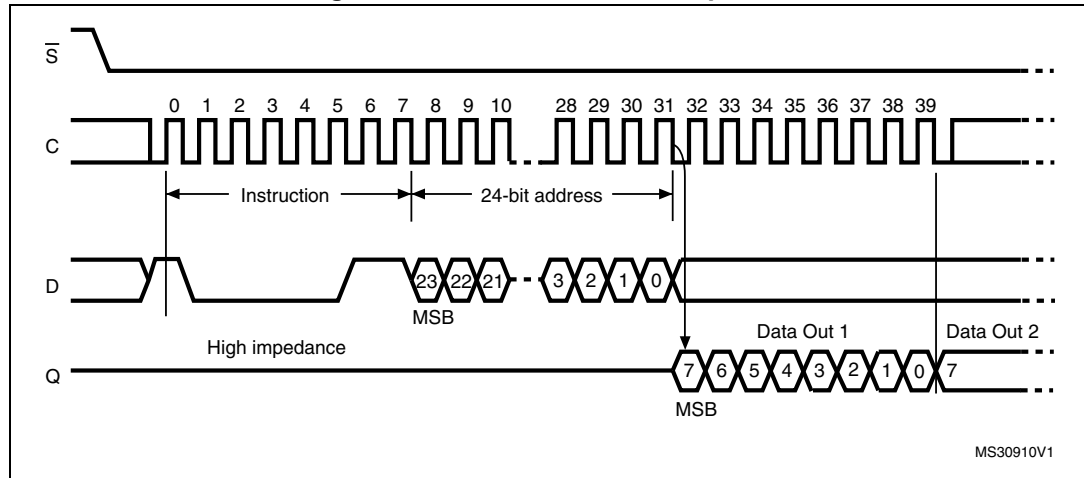 S
0 1 2 3 4 5 6 7 8 9 10 28 29 30 31 32 33 34 35 36 37 38 39
C
Instruction 24-bit address
D
23 22 21 3 2 1 0
MSB
High impedance Data Out 1 Data Out 2
Q
7 6 5 4 3 2 1 0 7
MSB
MS30910V1